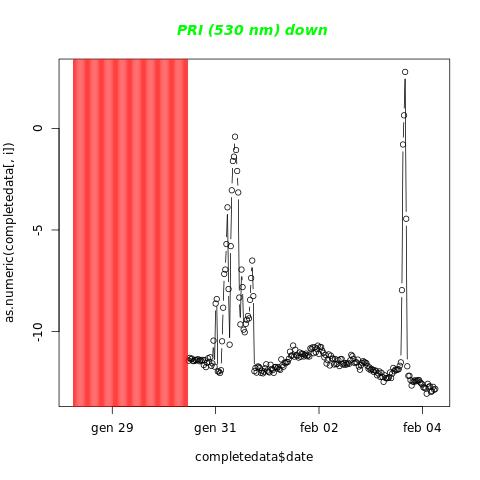 PRI (530 nm) down
as.numeric(completedata[, i])
0
-5
-10
gen 29 gen 31 feb 02 feb 04
completedata$date